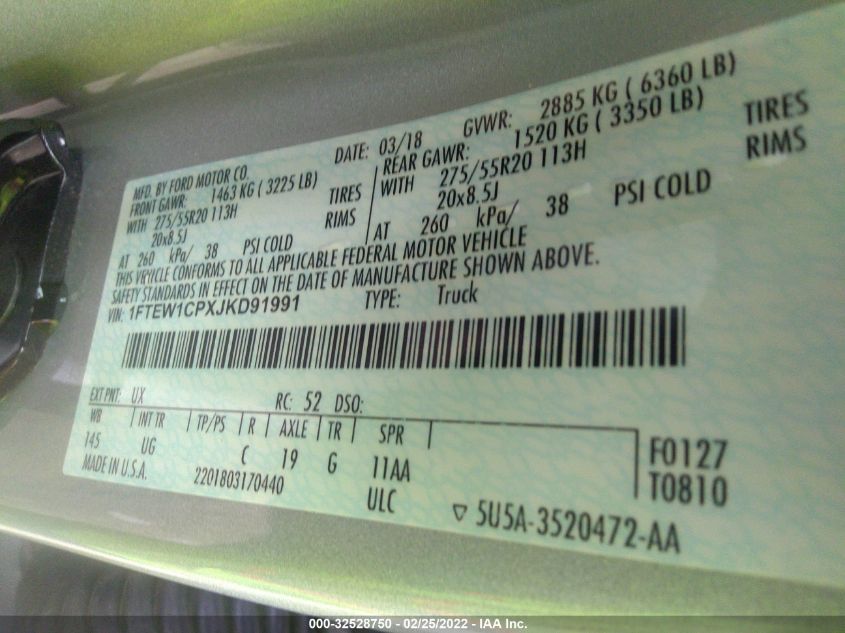 MFD. BY FORD MOTOR CO.
DATE: 03/18 GVWR: 2885 KG ( 6360 LB)
FRONT GAWR: 1463 KG ( 3225 LB)
REAR GAWR: 1520 KG ( 3350 LB)
WITH 275/55R20 113H TIRES
WITH 275/55R20 113H TIRES
20x8.5J RIMS
20x8.5J RIMS
AT 260 kPa/ 38 PSI COLD
AT 260 kPa/ 38 PSI COLD
THIS VEHICLE CONFORMS TO ALL APPLICABLE FEDERAL MOTOR VEHICLE
SAFETY STANDARDS IN EFFECT ON THE DATE OF MANUFACTURE SHOWN ABOVE.
VIN: 1FTEW1CPXJKD91991 TYPE: Truck
EXT PNT: UX RC: 52 DSO:
WB INT TR TP/PS R AXLE TR SPR
145 UG C 19 G 11AA
F0127
T0810
MADE IN U.S.A. 2201803170440 ULC
▽ 5U5A-3520472-AA
000-32528750 - 02/25/2022 - IAA Inc.